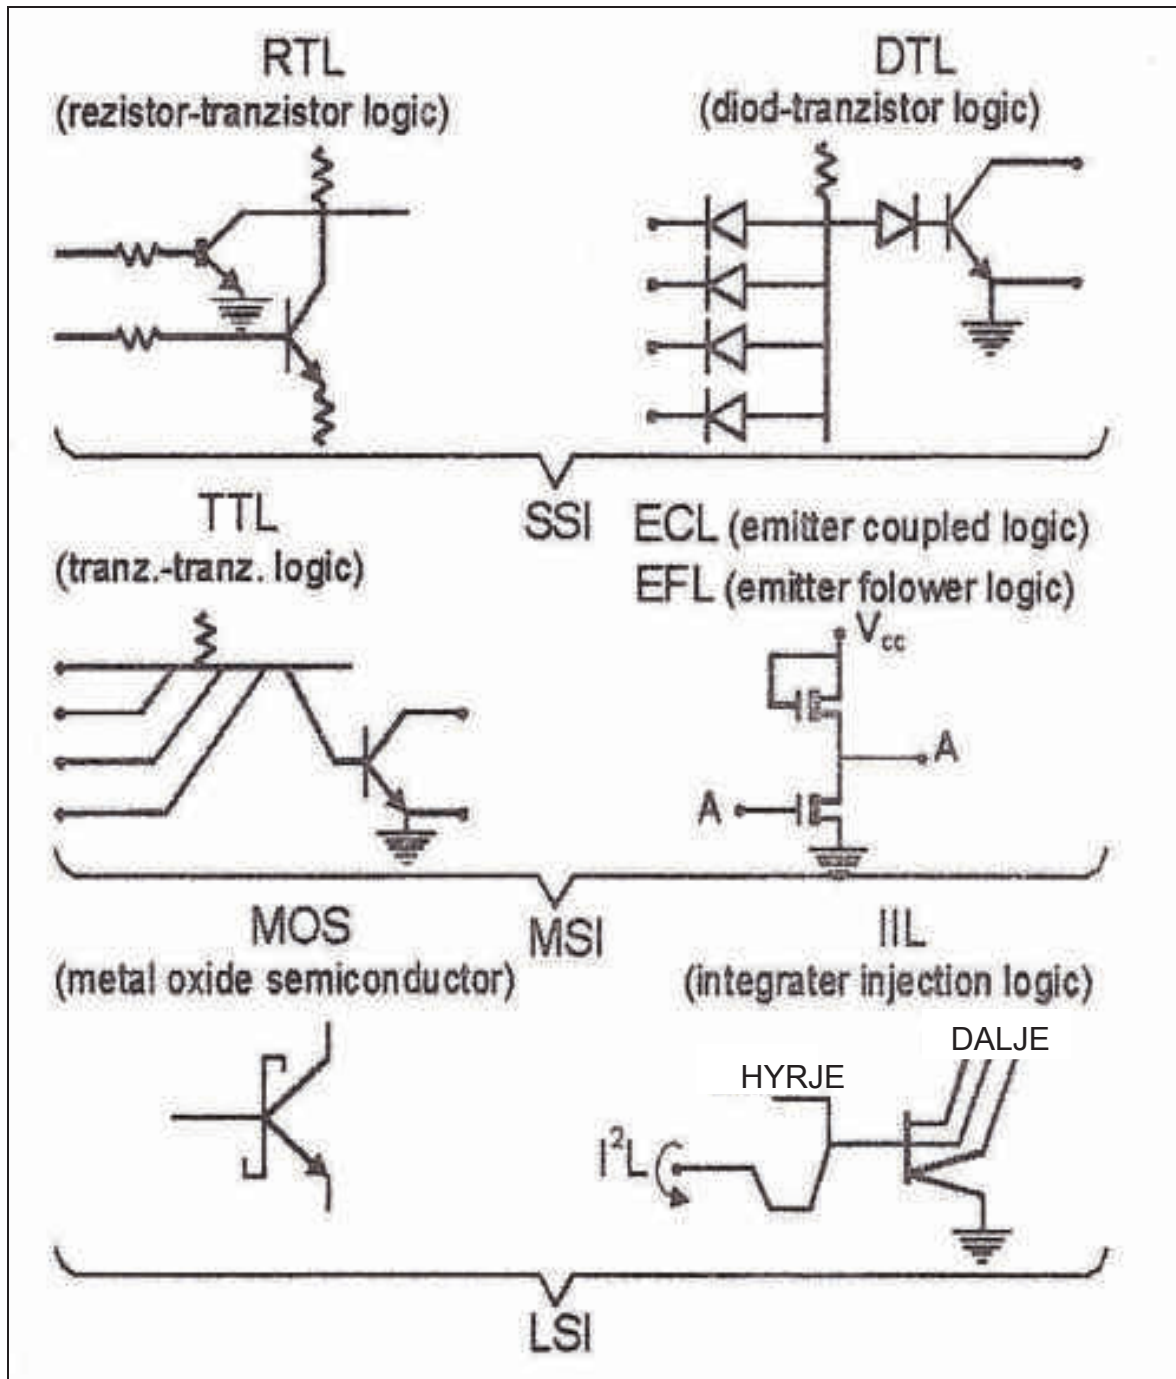 RTL
(rezistor-tranzistor logic)
DTL
(diod-tranzistor logic)
SSI
TTL
(tranz.-tranz. logic)
ECL (emitter coupled logic)
EFL (emitter folower logic)
Vcc
A
A
MSI
MOS
(metal oxide semiconductor)
IIL
(integrater injection logic)
DALJE
HYRJE
I²L
LSI